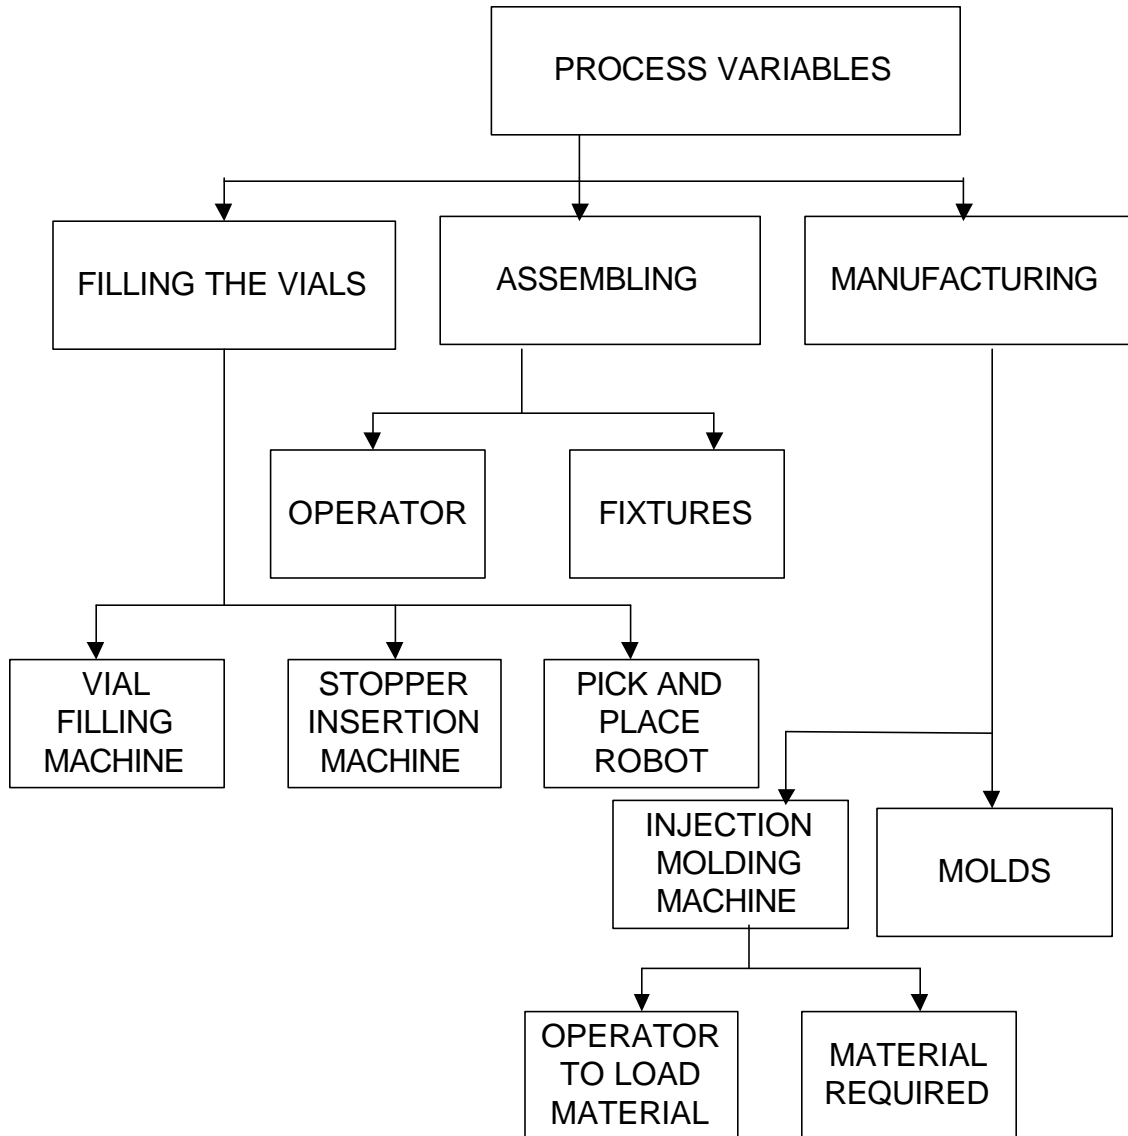 PROCESS VARIABLES
FILLING THE VIALS
ASSEMBLING
MANUFACTURING
OPERATOR
FIXTURES
VIAL
FILLING
MACHINE
STOPPER
INSERTION
MACHINE
PICK AND
PLACE
ROBOT
INJECTION
MOLDING
MACHINE
MOLDS
OPERATOR
TO LOAD
MATERIAL
MATERIAL
REQUIRED